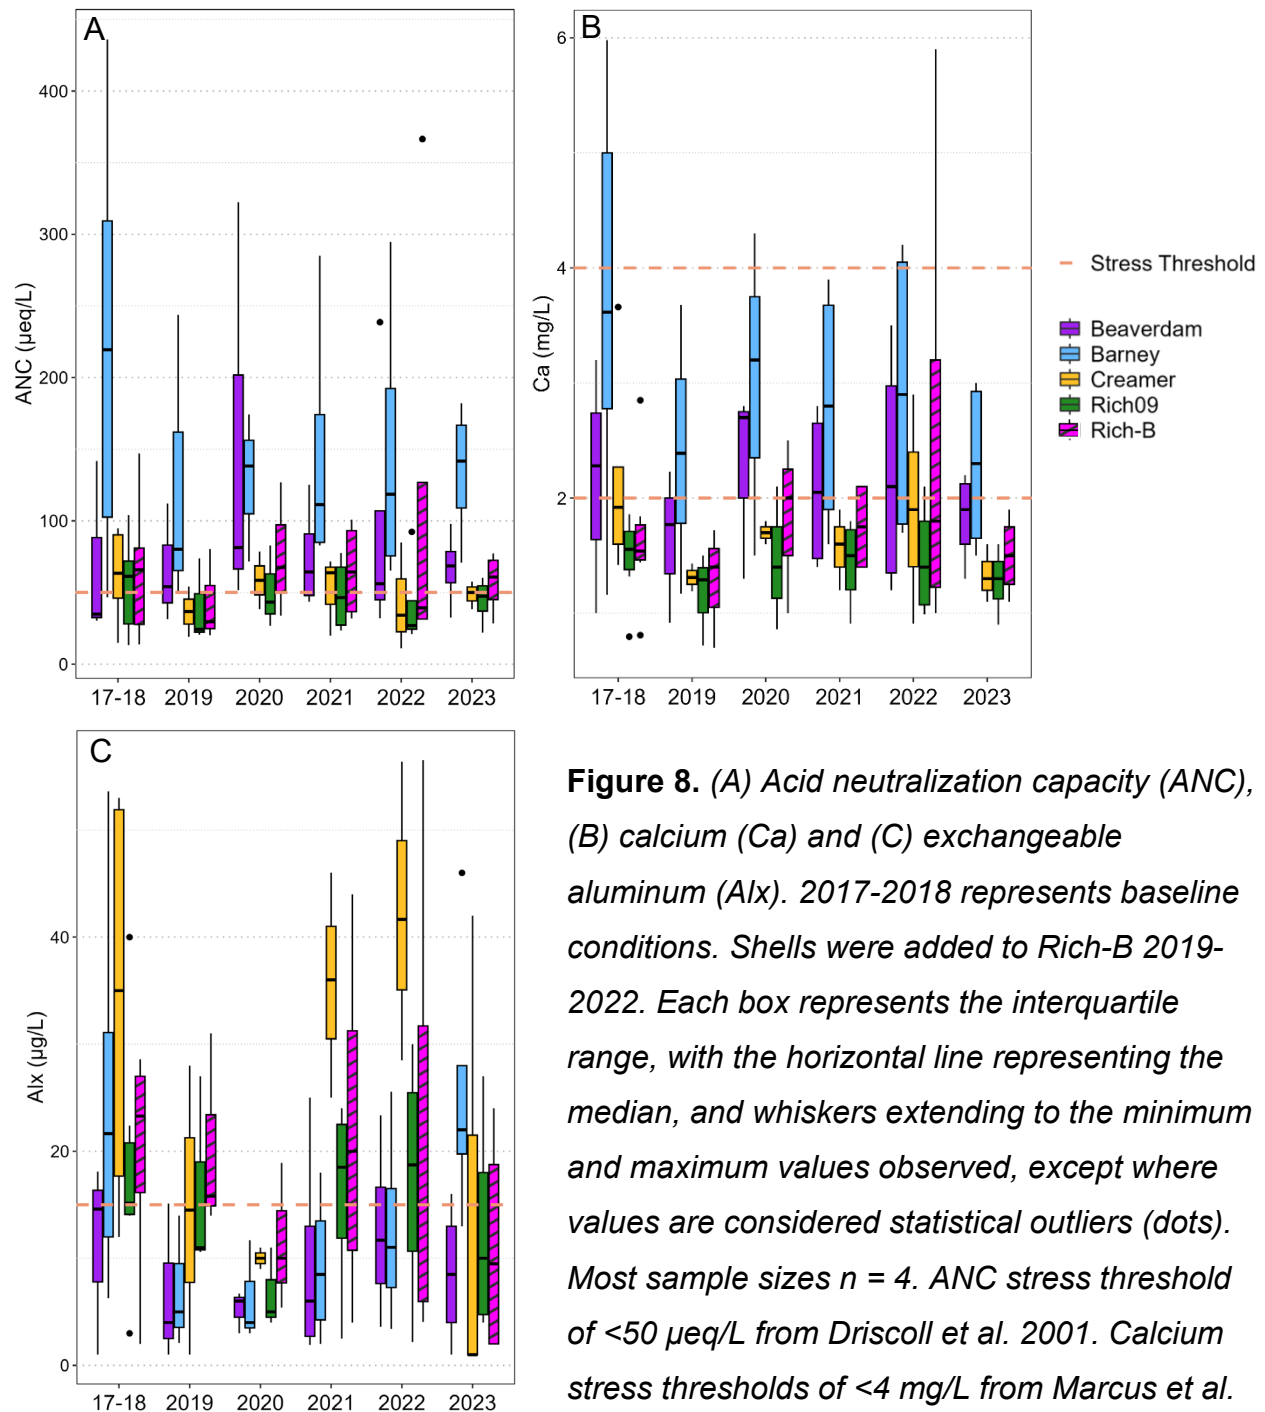 A
ANC (µeq/L)
400
300
200
100
0
17-18 2019 2020 2021 2022 2023
B
Ca (mg/L)
6
4
2
17-18 2019 2020 2021 2022 2023
Stress Threshold
Beaverdam
Barney
Creamer
Rich09
Rich-B
C
Alx (µg/L)
40
20
0
17-18 2019 2020 2021 2022 2023
Figure 8. (A) Acid neutralization capacity (ANC),
(B) calcium (Ca) and (C) exchangeable
aluminum (Alx). 2017-2018 represents baseline
conditions. Shells were added to Rich-B 2019-
2022. Each box represents the interquartile
range, with the horizontal line representing the
median, and whiskers extending to the minimum
and maximum values observed, except where
values are considered statistical outliers (dots).
Most sample sizes n = 4. ANC stress threshold
of <50 µeq/L from Driscoll et al. 2001. Calcium
stress thresholds of <4 mg/L from Marcus et al.